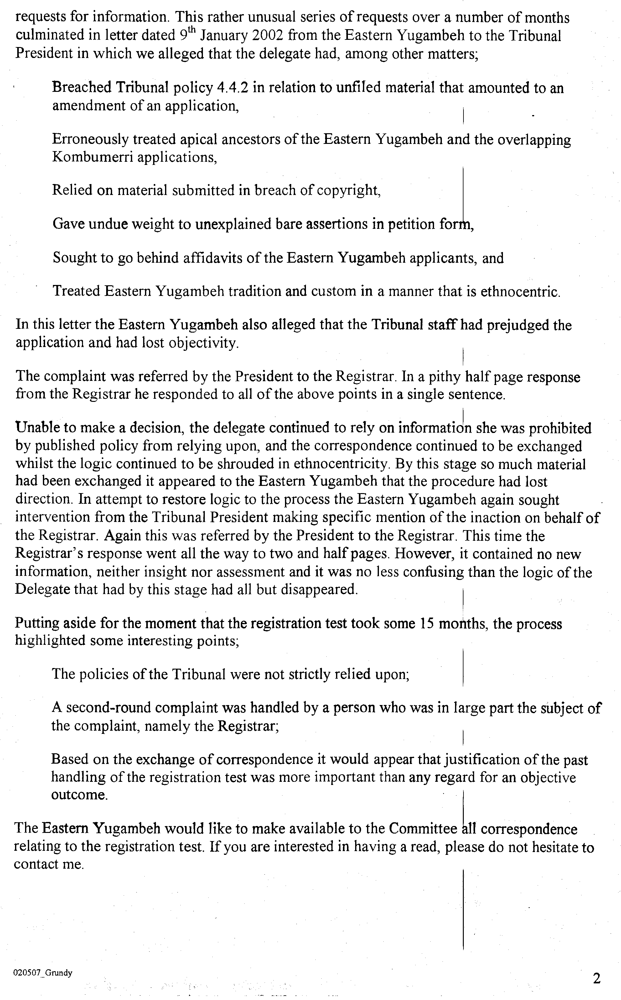 requests for information. This rather unusual series of requests over a number of months
culminated in letter dated 9th January 2002 from the Eastern Yugambeh to the Tribunal
President in which we alleged that the delegate had, among other matters;
Breached Tribunal policy 4.4.2 in relation to unfiled material that amounted to an
amendment of an application,
Erroneously treated apical ancestors of the Eastern Yugambeh and the overlapping
Kombumerri applications,
Relied on material submitted in breach of copyright,
Gave undue weight to unexplained bare assertions in petition form,
Sought to go behind affidavits of the Eastern Yugambeh applicants, and
Treated Eastern Yugambeh tradition and custom in a manner that is ethnocentric.
In this letter the Eastern Yugambeh also alleged that the Tribunal staff had prejudged the
application and had lost objectivity.
The complaint was referred by the President to the Registrar. In a pithy half page response
from the Registrar he responded to all of the above points in a single sentence.
Unable to make a decision, the delegate continued to rely on information she was prohibited
by published policy from relying upon, and the correspondence continued to be exchanged
whilst the logic continued to be shrouded in ethnocentricity. By this stage so much material
had been exchanged it appeared to the Eastern Yugambeh that the procedure had lost
direction. In attempt to restore logic to the process the Eastern Yugambeh again sought
intervention from the Tribunal President making specific mention of the inaction on behalf of
the Registrar. Again this was referred by the President to the Registrar. This time the
Registrar's response went all the way to two and half pages. However, it contained no new
information, neither insight nor assessment and it was no less confusing than the logic of the
Delegate that had by this stage had all but disappeared.
Putting aside for the moment that the registration test took some 15 months, the process
highlighted some interesting points;
The policies of the Tribunal were not strictly relied upon;
A second-round complaint was handled by a person who was in large part the subject of
the complaint, namely the Registrar;
Based on the exchange of correspondence it would appear that justification of the past
handling of the registration test was more important than any regard for an objective
outcome.
The Eastern Yugambeh would like to make available to the Committee all correspondence
relating to the registration test. If you are interested in having a read, please do not hesitate to
contact me.
020507_Grundy
2